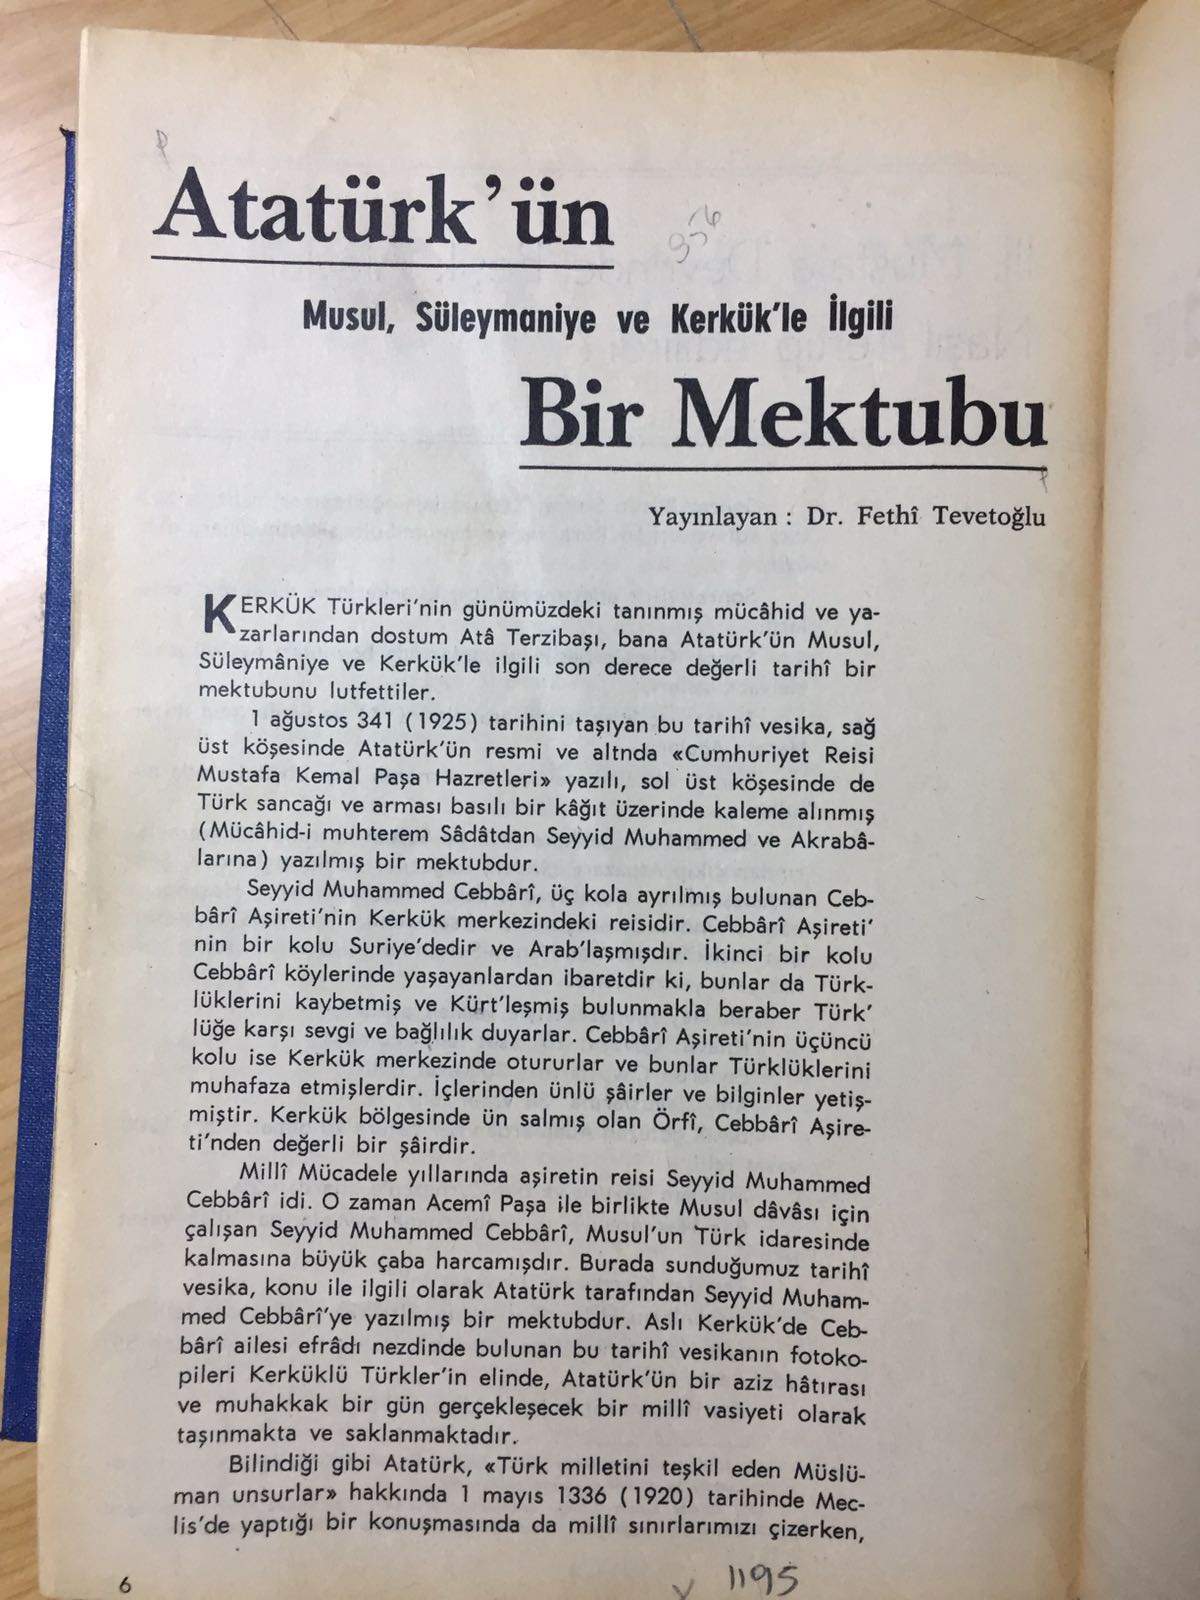 Atatürk'ün
Musul, Süleymaniye ve Kerkük'le İlgili
Bir Mektubu
Yayınlayan : Dr. Fethî Tevetoğlu
KERKÜK Türkleri'nin günümüzdeki tanınmış mücâhid ve ya-
zarlarından dostum Atâ Terzibaşı, bana Atatürk'ün Musul,
Süleymâniye ve Kerkük'le ilgili son derece değerli tarihî bir
mektubunu lutfettiler.
1 ağustos 341 (1925) tarihini taşıyan bu tarihî vesika, sağ
üst köşesinde Atatürk'ün resmi ve altnda «Cumhuriyet Reisi
Mustafa Kemal Paşa Hazretleri» yazılı, sol üst köşesinde de
Türk sancağı ve arması basılı bir kâğıt üzerinde kaleme alınmış
(Mücâhid-i muhterem Sâdâtdan Seyyid Muhammed ve Akrabâ-
larına) yazılmış bir mektubdur.
Seyyid Muhammed Cebbârî, üç kola ayrılmış bulunan Ceb-
bârî Aşireti'nin Kerkük merkezindeki reisidir. Cebbârî Aşireti'
nin bir kolu Suriye'dedir ve Arab'laşmışdır. İkinci bir kolu
Cebbârî köylerinde yaşayanlardan ibaretdir ki, bunlar da Türk-
lüklerini kaybetmiş ve Kürt'leşmiş bulunmakla beraber Türk'
lüğe karşı sevgi ve bağlılık duyarlar. Cebbârî Aşireti'nin üçüncü
kolu ise Kerkük merkezinde otururlar ve bunlar Türklüklerini
muhafaza etmişlerdir. İçlerinden ünlü şâirler ve bilginler yetiş-
miştir. Kerkük bölgesinde ün salmış olan Örfî, Cebbârî Aşire-
ti'nden değerli bir şâirdir.
Millî Mücadele yıllarında aşiretin reisi Seyyid Muhammed
Cebbârî idi. O zaman Acemî Paşa ile birlikte Musul dâvâsı için
çalışan Seyyid Muhammed Cebbârî, Musul'un Türk idaresinde
kalmasına büyük çaba harcamışdır. Burada sunduğumuz tarihî
vesika, konu ile ilgili olarak Atatürk tarafından Seyyid Muham-
med Cebbârî'ye yazılmış bir mektubdur. Aslı Kerkük'de Ceb-
bârî ailesi efrâdı nezdinde bulunan bu tarihî vesikanın fotoko-
pileri Kerküklü Türkler'in elinde, Atatürk'ün bir aziz hâtırası
ve muhakkak bir gün gerçekleşecek bir millî vasiyeti olarak
taşınmakta ve saklanmaktadır.
Bilindiği gibi Atatürk, «Türk milletini teşkil eden Müslü-
man unsurlar» hakkında 1 mayıs 1336 (1920) tarihinde Mec-
lis'de yaptığı bir konuşmasında da millî sınırlarımızı çizerken,
6
1195